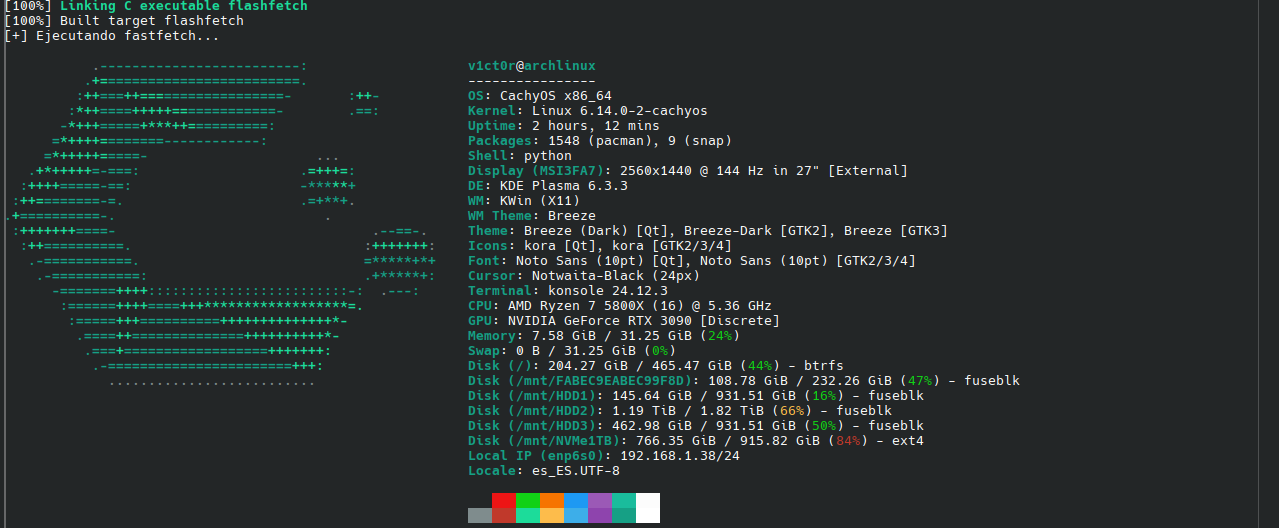 [100%] Linking C executable flashfetch
[100%] Built target flashfetch
[+] Ejecutando fastfetch...
v1ct0r@archlinux
----------------
OS: CachyOS x86_64
Kernel: Linux 6.14.0-2-cachyos
Uptime: 2 hours, 12 mins
Packages: 1548 (pacman), 9 (snap)
Shell: python
Display (MSI3FA7): 2560x1440 @ 144 Hz in 27" [External]
DE: KDE Plasma 6.3.3
WM: KWin (X11)
WM Theme: Breeze
Theme: Breeze (Dark) [Qt], Breeze-Dark [GTK2], Breeze [GTK3]
Icons: kora [Qt], kora [GTK2/3/4]
Font: Noto Sans (10pt) [Qt], Noto Sans (10pt) [GTK2/3/4]
Cursor: Notwaita-Black (24px)
Terminal: konsole 24.12.3
CPU: AMD Ryzen 7 5800X (16) @ 5.36 GHz
GPU: NVIDIA GeForce RTX 3090 [Discrete]
Memory: 7.58 GiB / 31.25 GiB (24%)
Swap: 0 B / 31.25 GiB (0%)
Disk (/): 204.27 GiB / 465.47 GiB (44%) - btrfs
Disk (/mnt/FABEC9EABEC99F8D): 108.78 GiB / 232.26 GiB (47%) - fuseblk
Disk (/mnt/HDD1): 145.64 GiB / 931.51 GiB (16%) - fuseblk
Disk (/mnt/HDD2): 1.19 TiB / 1.82 TiB (66%) - fuseblk
Disk (/mnt/HDD3): 462.98 GiB / 931.51 GiB (50%) - fuseblk
Disk (/mnt/NVMe1TB): 766.35 GiB / 915.82 GiB (84%) - ext4
Local IP (enp6s0): 192.168.1.38/24
Locale: es_ES.UTF-8